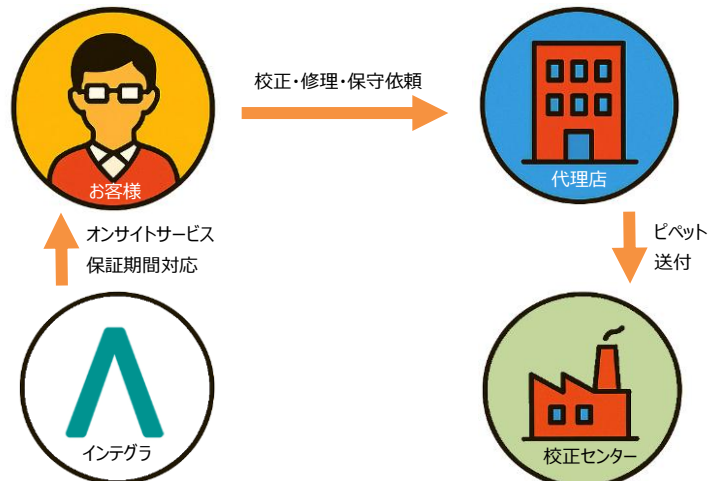 校正・修理・保守依頼
お客様
代理店
オンサイトサービス
保証期間対応
ピペット
送付
インテグラ
校正センター